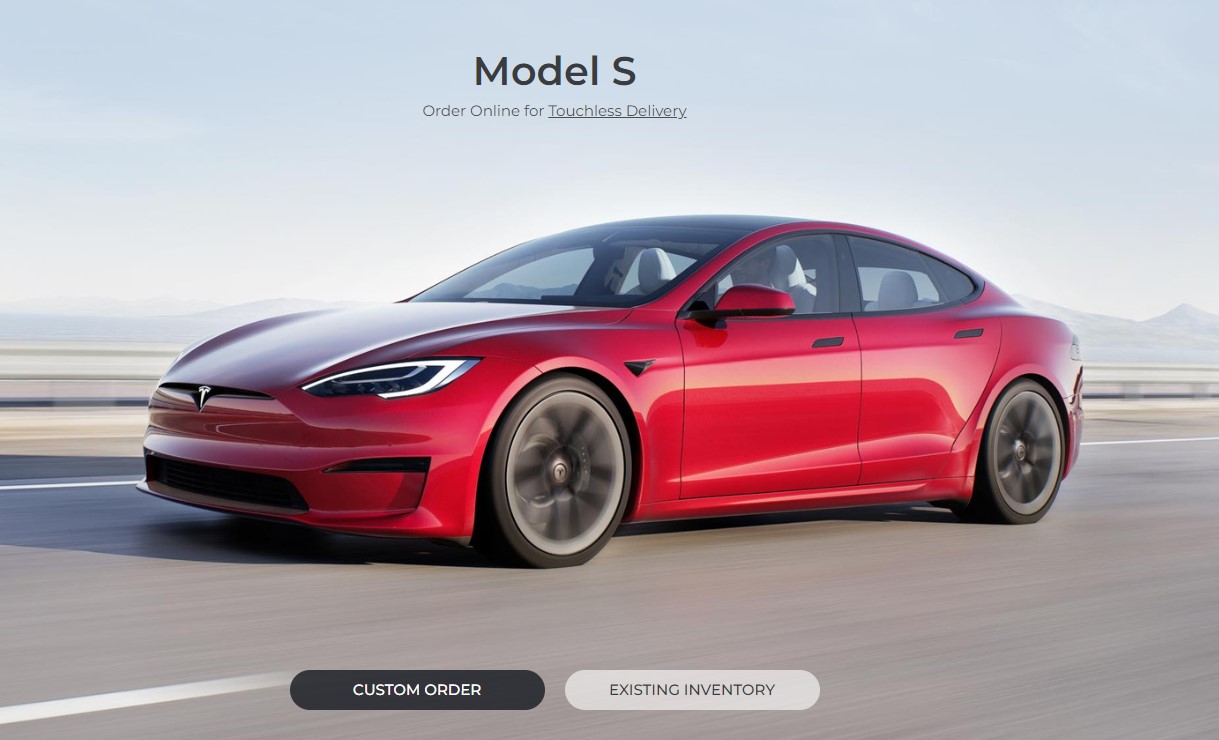 Model S
Order Online for Touchless Delivery
CUSTOM ORDER
EXISTING INVENTORY